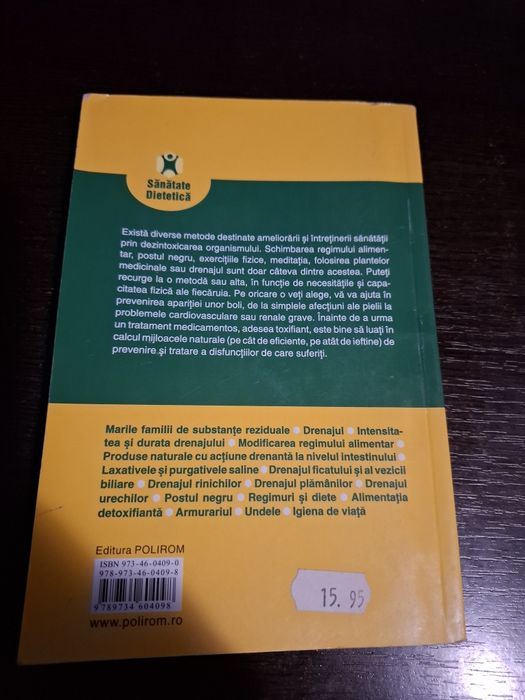 Sănătate
Dietetică
Există diverse metode destinate ameliorării și întreținerii sănătății
prin dezintoxicarea organismului. Schimbarea regimului alimen-
tar, postul negru, exercițiile fizice, meditația, folosirea plantelor
medicinale sau drenajul sunt doar câteva dintre acestea. Puteți
recurge la o metodă sau alta, în funcție de necesitățile și capa-
citatea fizică ale fiecăruia. Pe oricare o veți alege, vă va ajuta în
prevenirea apariției unor boli, de la simplele afecțiuni ale pielii la
problemele cardiovasculare sau renale grave. Înainte de a urma
un tratament medicamentos, adesea toxifiant, este bine să luați în
calcul mijloacele naturale (pe cât de eficiente, pe atât de ieftine) de
prevenire și tratare a disfuncțiilor de care suferiți.
Marile familii de substanțe reziduale • Drenajul • Intensita-
tea și durata drenajului • Modificarea regimului alimentar •
Produse naturale cu acțiune drenantă la nivelul intestinului •
Laxativele și purgativele saline • Drenajul ficatului și al vezicii
biliare • Drenajul rinichilor • Drenajul plămânilor • Drenajul
urechilor • Postul negru • Regimuri și diete • Alimentația
detoxifiantă • Armurariul • Undele • Igiena de viață
Editura POLIROM
ISBN 973-46-0409-0
978-973-46-0409-8
9789734604098
www.polirom.ro
15. 95